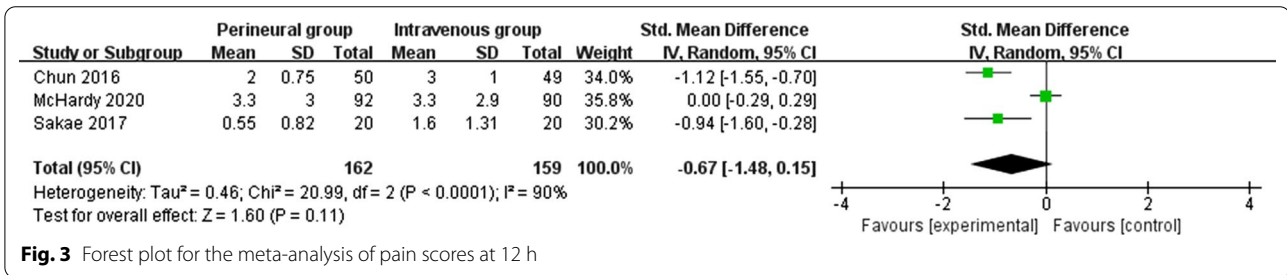 Perineural group Intravenous group Std. Mean Difference Std. Mean Difference
Study or Subgroup Mean SD Total Mean SD Total Weight IV, Random, 95% CI IV, Random, 95% CI
Chun 2016 2 0.75 50 3 1 49 34.0% -1.12 [-1.55, -0.70]
McHardy 2020 3.3 3 92 3.3 2.9 90 35.8% 0.00 [-0.29, 0.29]
Sakae 2017 0.55 0.82 20 1.6 1.31 20 30.2% -0.94 [-1.60, -0.28]
Total (95% CI) 162 159 100.0% -0.67 [-1.48, 0.15]
Heterogeneity: Tau² = 0.46; Chi² = 20.99, df = 2 (P < 0.0001); I² = 90%
Test for overall effect: Z = 1.60 (P = 0.11)
-4 -2 0 2 4
Favours [experimental] Favours [control]
Fig. 3 Forest plot for the meta-analysis of pain scores at 12 h